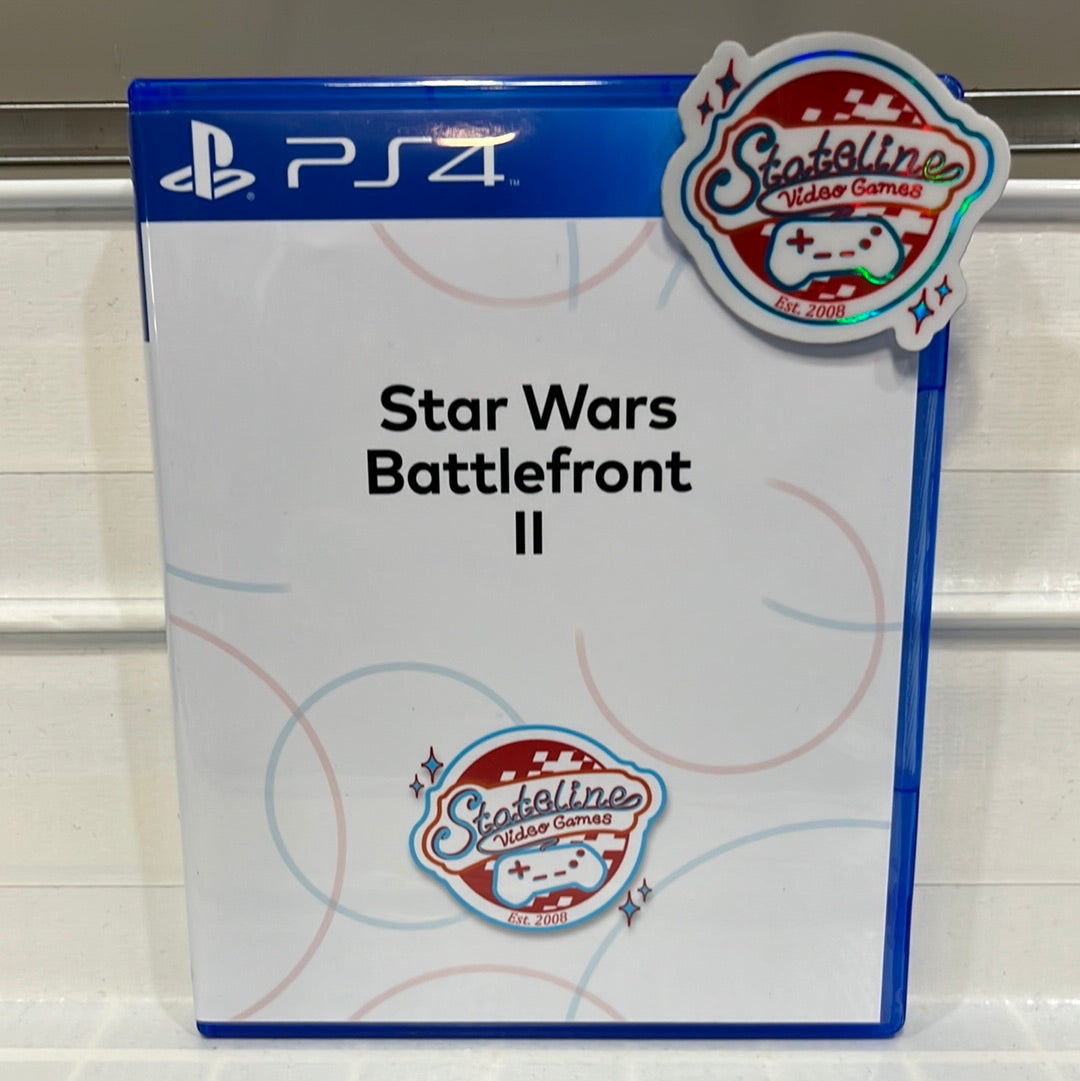 PS4
Stateline
Video Games
Est. 2008
Star Wars
Battlefront
II
Stateline
Video Games
Est. 2008